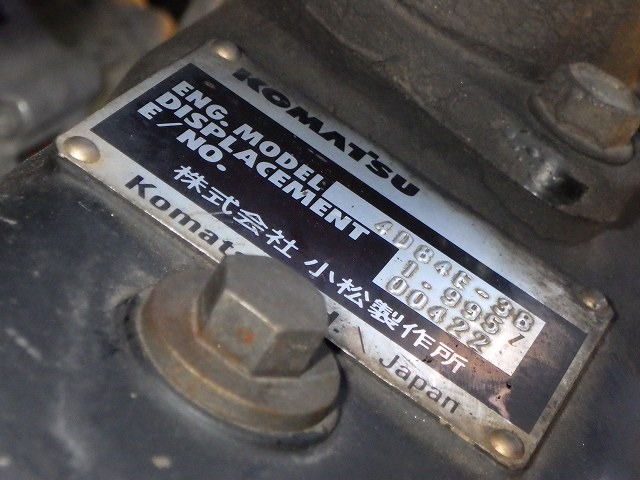 KOMATSU
ENG. MODEL 4D84E-3B
DISPLACEMENT 1.995 l
E/NO. 00422
株式会社 小松製作所
Japan